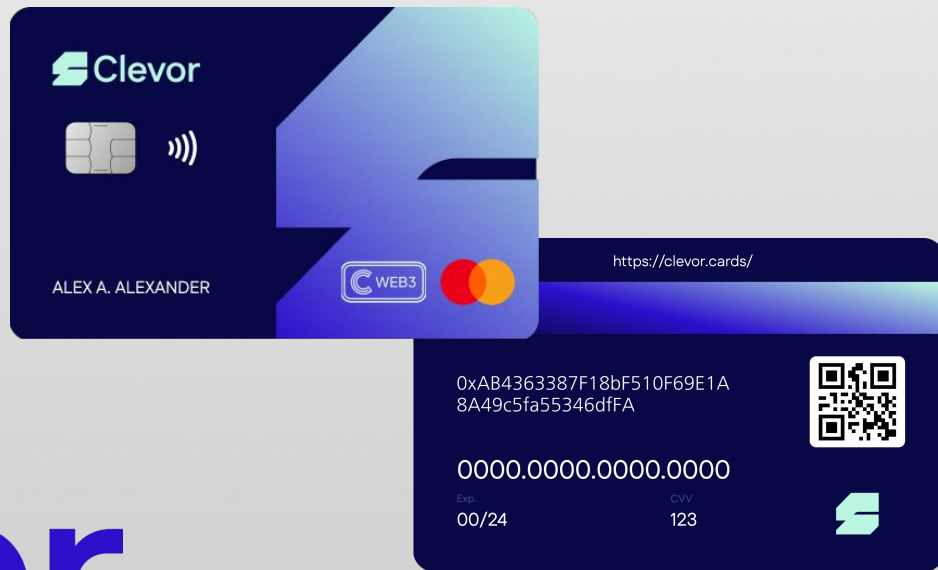 Clevor
ALEX A. ALEXANDER
WEB3
https://clevor.cards/
0xAB4363387F18bF510F69E1A
8A49c5fa55346dfFA
0000.0000.0000.0000
Exp.
CVV
00/24
123